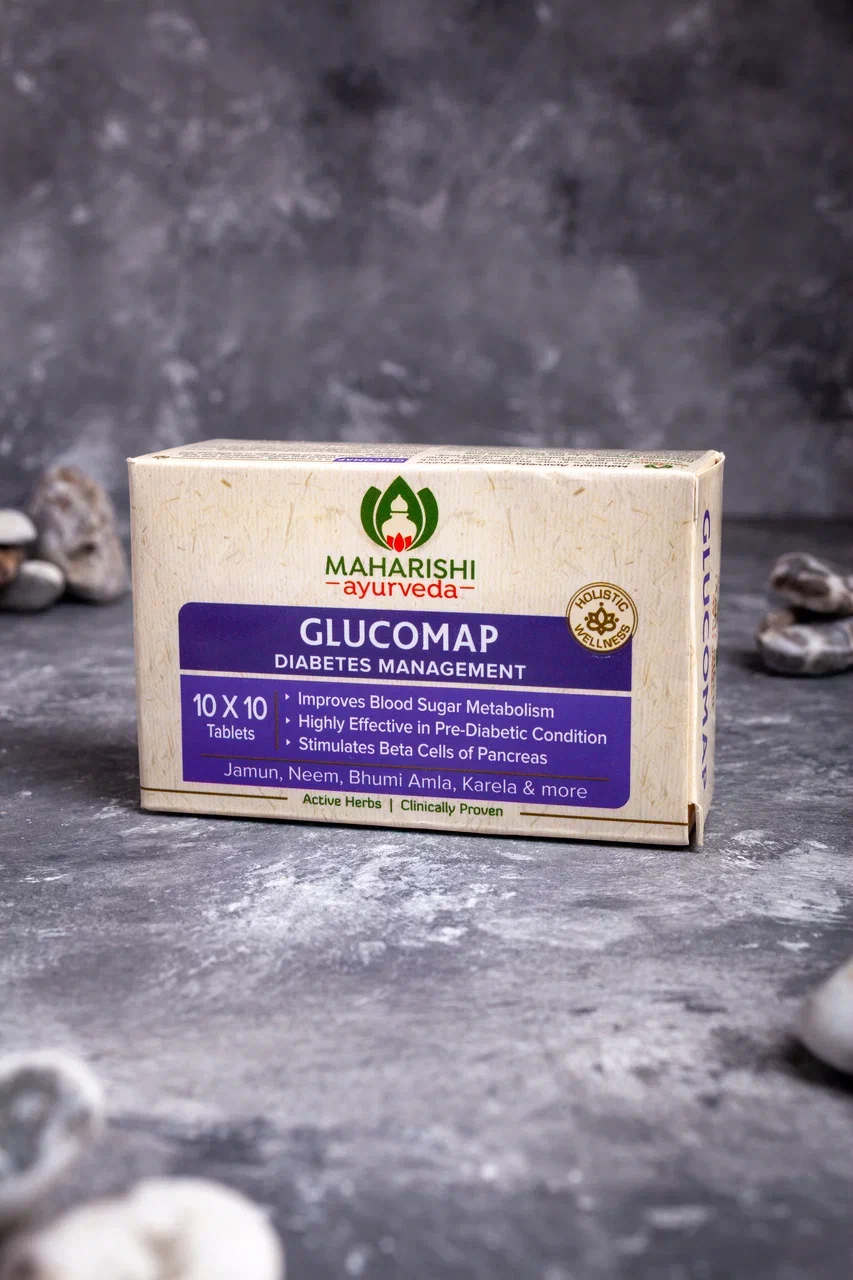 MAHARISHI
ayurveda
HOLISTIC
WELLNESS
GLUCOMAP
DIABETES MANAGEMENT
10 X 10
Tablets
‣ Improves Blood Sugar Metabolism
‣ Highly Effective in Pre-Diabetic Condition
‣ Stimulates Beta Cells of Pancreas
Jamun, Neem, Bhumi Amla, Karela & more
Active Herbs | Clinically Proven
GLUCOMAP
GLUCOMAP